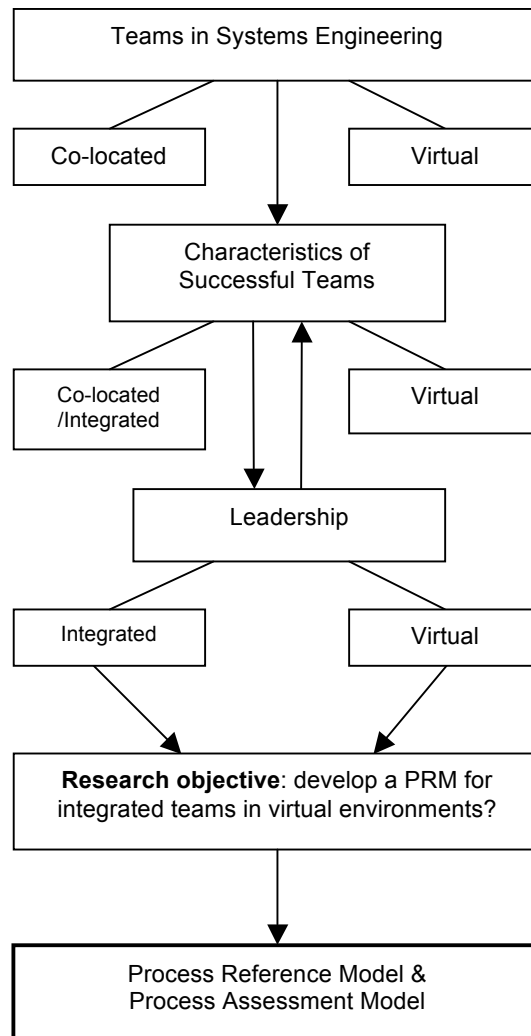 Teams in Systems Engineering
Co-located
Virtual
Characteristics of
Successful Teams
Co-located
/Integrated
Virtual
Leadership
Integrated
Virtual
Research objective: develop a PRM for
integrated teams in virtual environments?
Process Reference Model &
Process Assessment Model